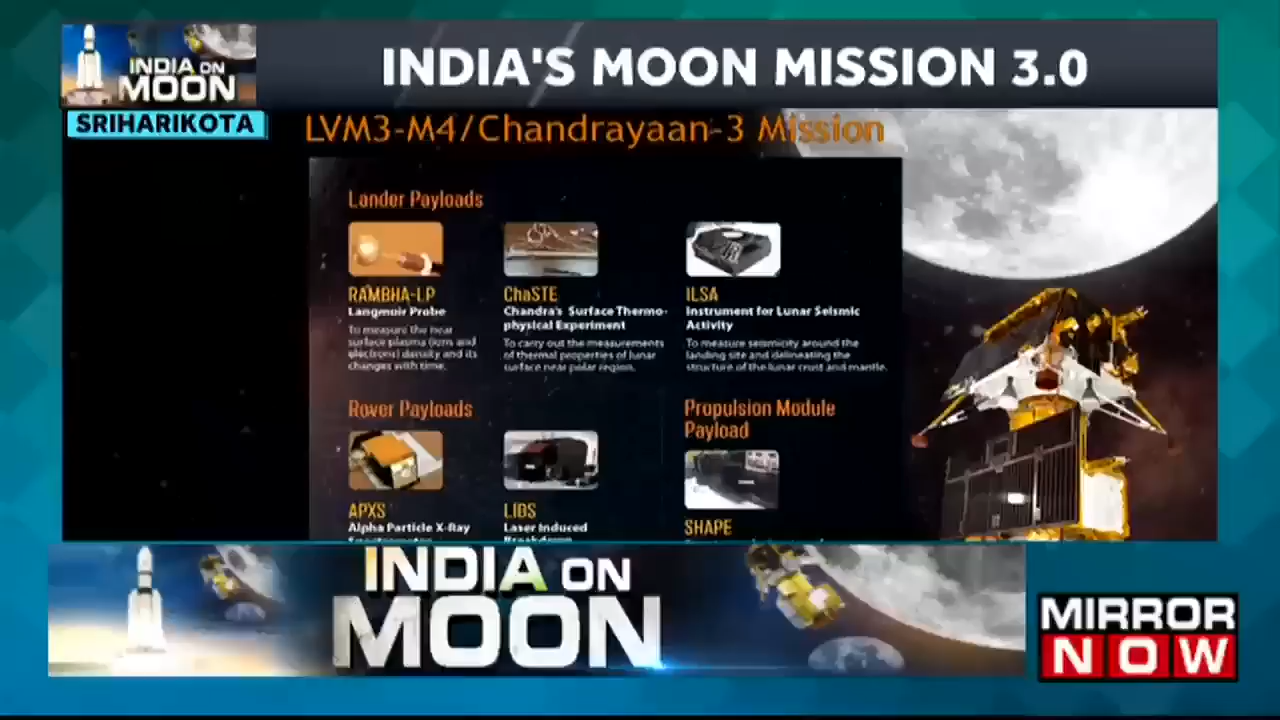 INDIA ON
MOON
INDIA'S MOON MISSION 3.0
SRIHARIKOTA
LVM3-M4/Chandrayaan-3 Mission
Lander Payloads
RAMBHA-LP
Langmuir Probe
To measure the near
surface plasma (ions and
electrons) density and its
changes with time.
ChaSTE
Chandra's Surface Thermo-
physical Experiment
To carry out the measurements
of thermal properties of lunar
surface near polar region.
ILSA
Instrument for Lunar Seismic
Activity
To measure seismicity around the
landing site and delineating the
structure of the lunar crust and mantle.
Rover Payloads
APXS
Alpha Particle X-Ray
LIBS
Laser Induced
Breakdown
Propulsion Module
Payload
SHAPE
INDIA ON
MOON
MIRROR
NOW